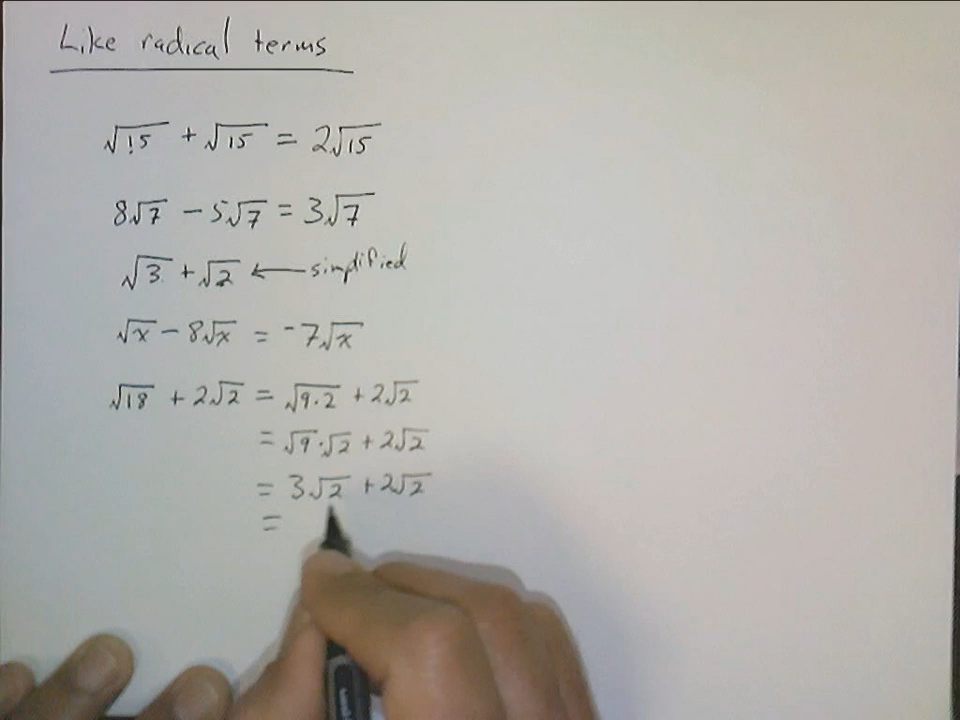 Like radical terms
√15 + √15 = 2√15
8√7 − 5√7 = 3√7
√3 + √2 ← simplified
√x − 8√x = -7√x
√18 + 2√2 = √9·2 + 2√2
= √9·√2 + 2√2
= 3√2 + 2√2
=